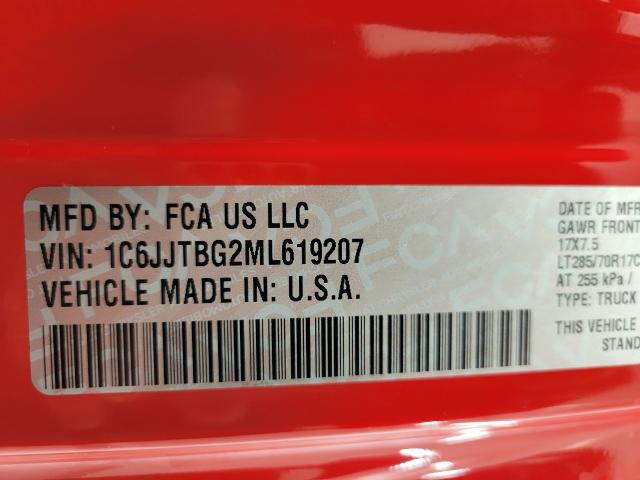 MFD BY: FCA US LLC
VIN: 1C6JJTBG2ML619207
VEHICLE MADE IN: U.S.A.
DATE OF MFR
GAWR FRONT
17X7.5
LT285/70R17C
AT 255 kPa /
TYPE: TRUCK
THIS VEHICLE
STAND